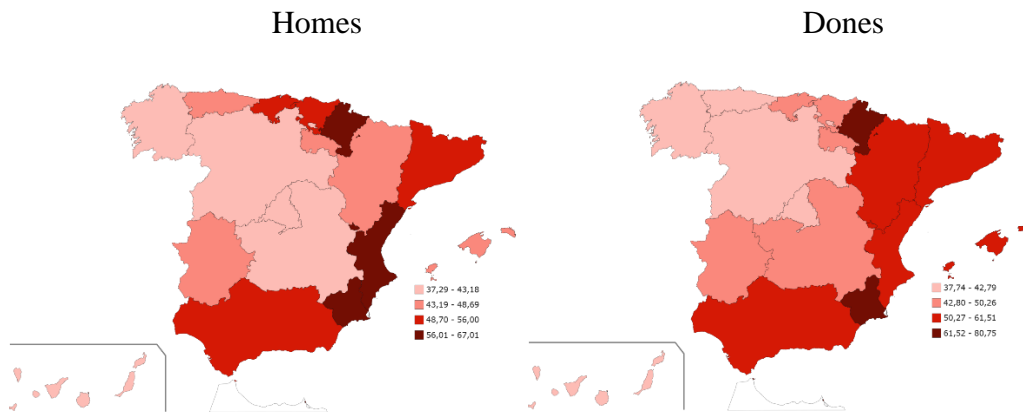 Homes
Dones
37,29 - 43,18
43,19 - 48,69
48,70 - 56,00
56,01 - 67,01
37,74 - 42,79
42,80 - 50,26
50,27 - 61,51
61,52 - 80,75